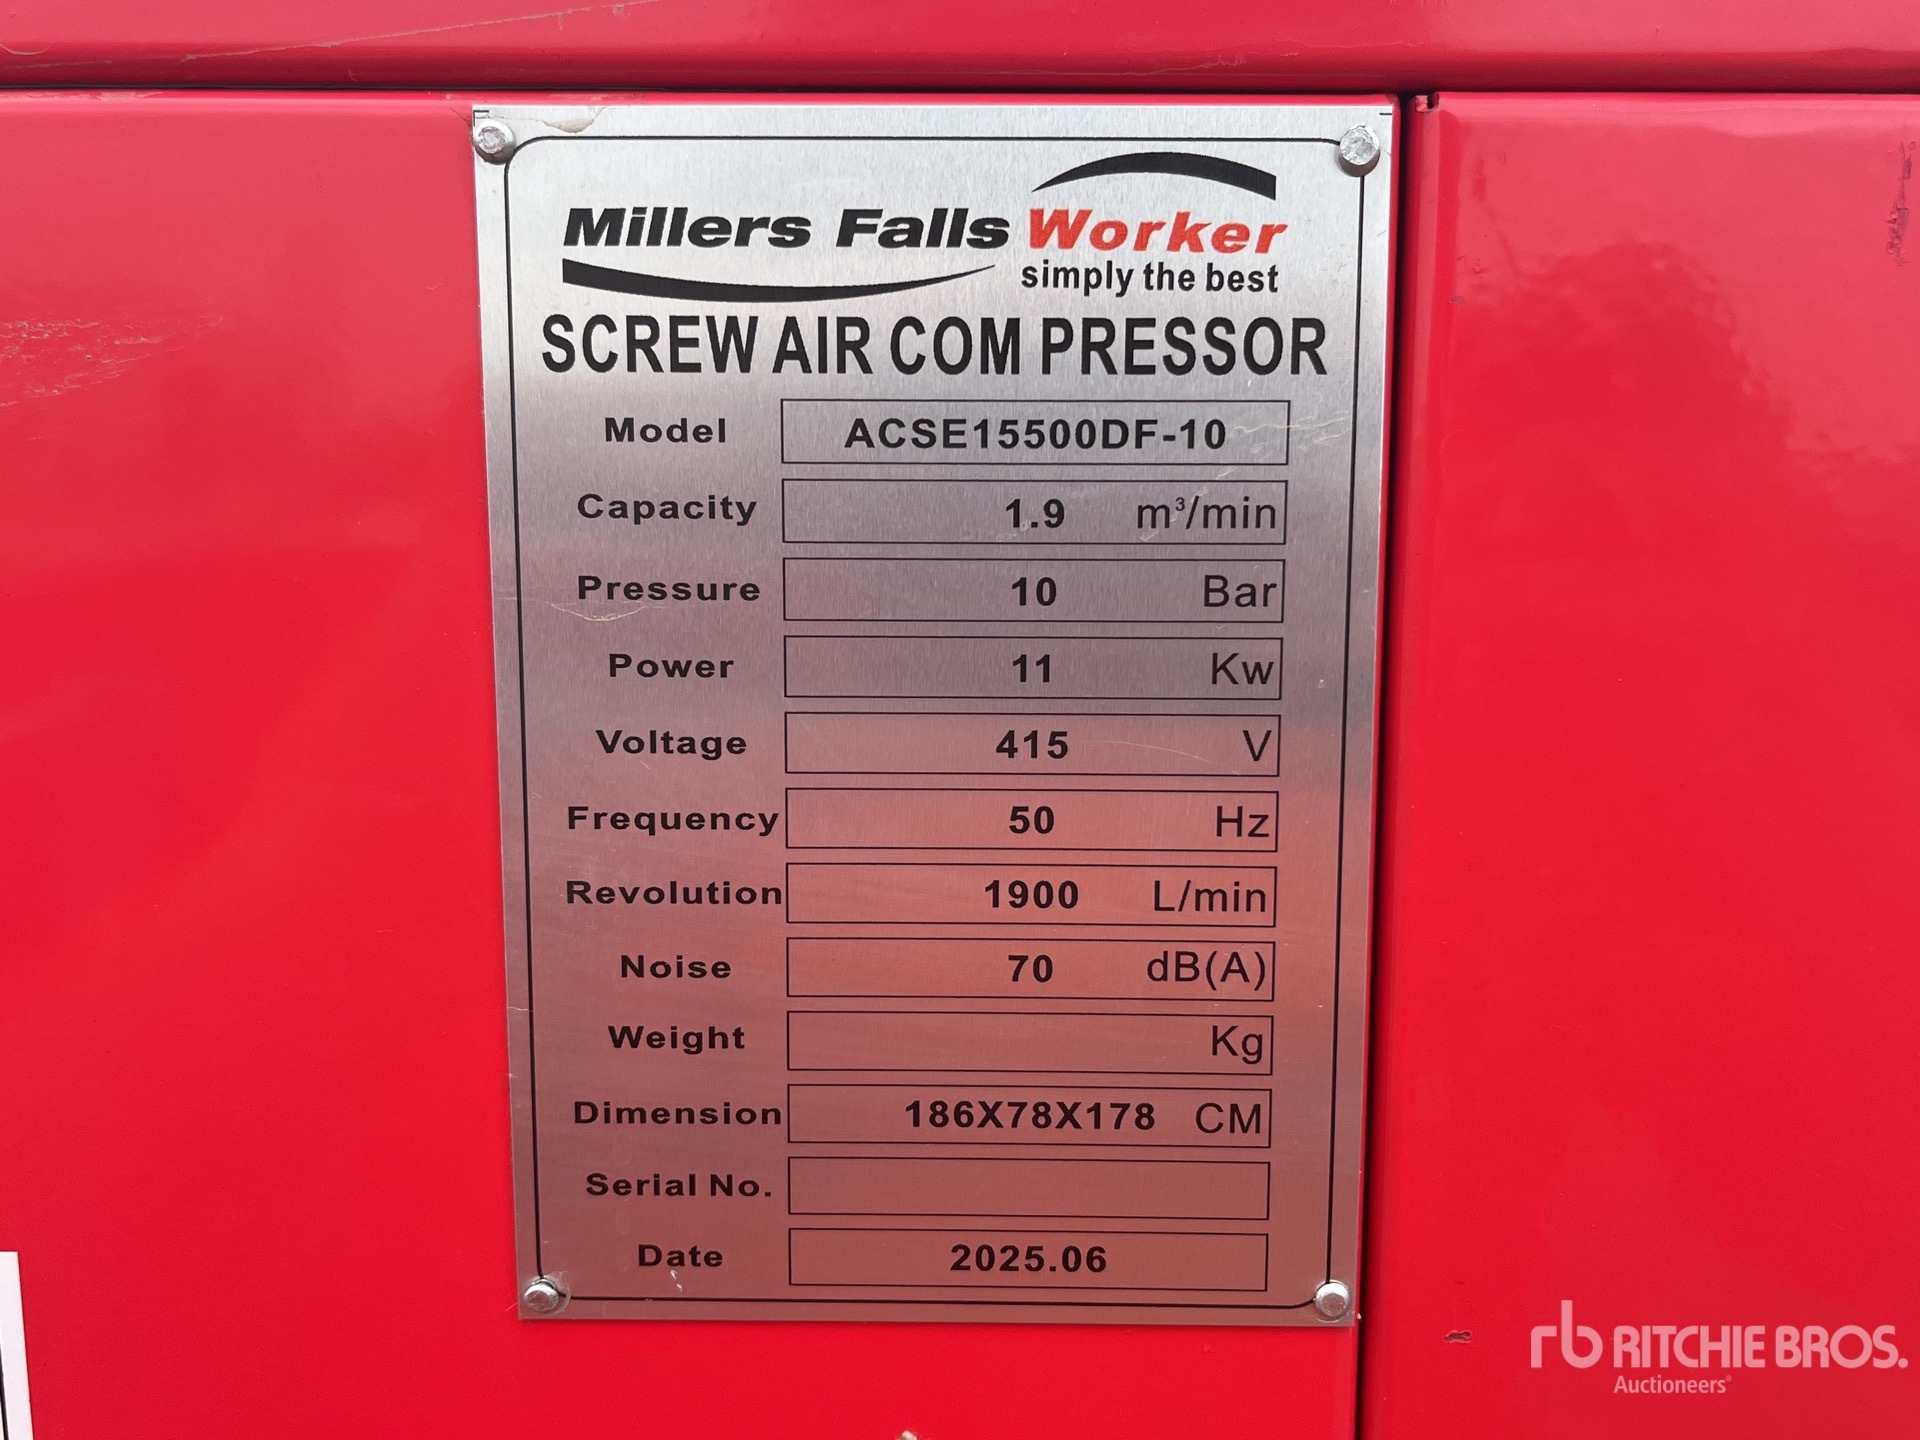 Millers Falls Worker
simply the best
SCREW AIR COM PRESSOR
Model ACSE15500DF-10
Capacity 1.9 m³/min
Pressure 10 Bar
Power 11 Kw
Voltage 415 V
Frequency 50 Hz
Revolution 1900 L/min
Noise 70 dB(A)
Weight Kg
Dimension 186X78X178 CM
Serial No.
Date 2025.06
rb RITCHIE BROS.
Auctioneers®